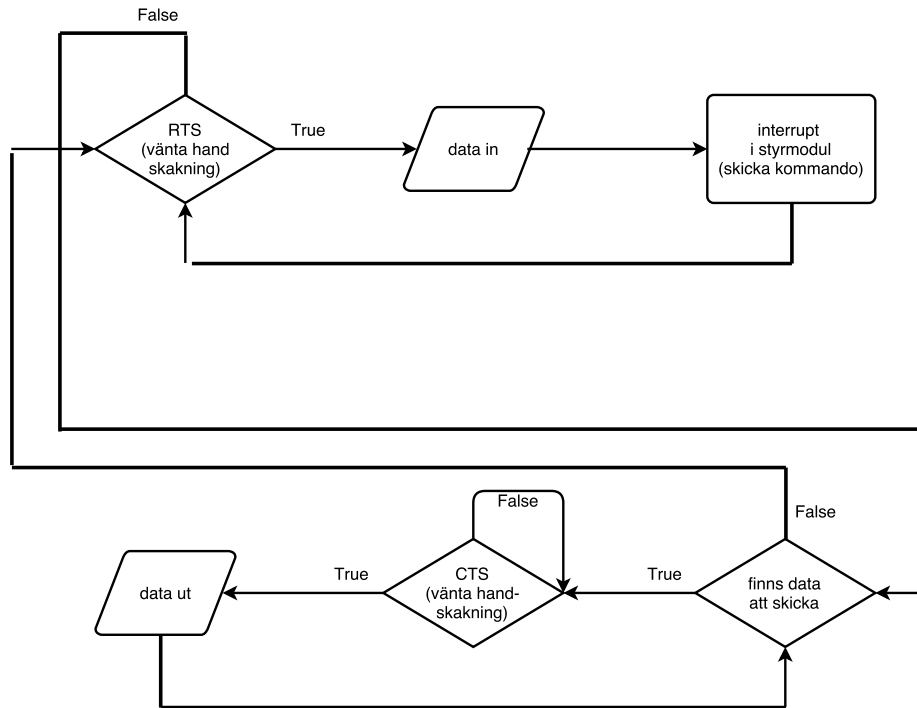 False
RTS
(vänta hand
skakning)
True
data in
interrupt
i styrmodul
(skicka kommando)
False
False
data ut
True
CTS
(vänta hand-
skakning)
True
finns data
att skicka